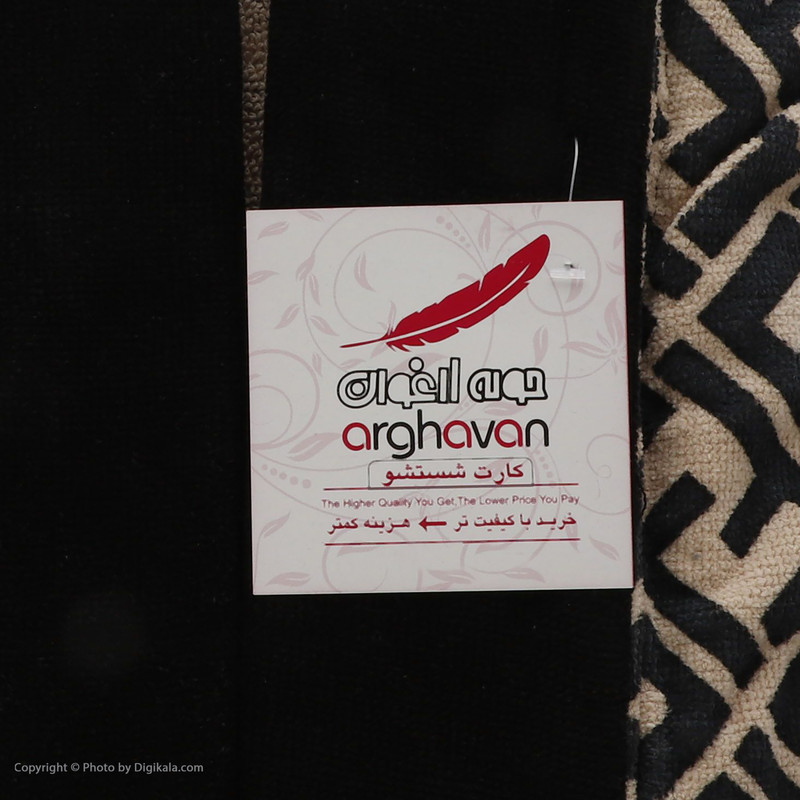 حوله ارغوان
arghavan
کارت شستشو
The Higher Quality You Get,The Lower Price You Pay
خرید با کیفیت تر ← هزینه کمتر
Copyright © Photo by Digikala.com